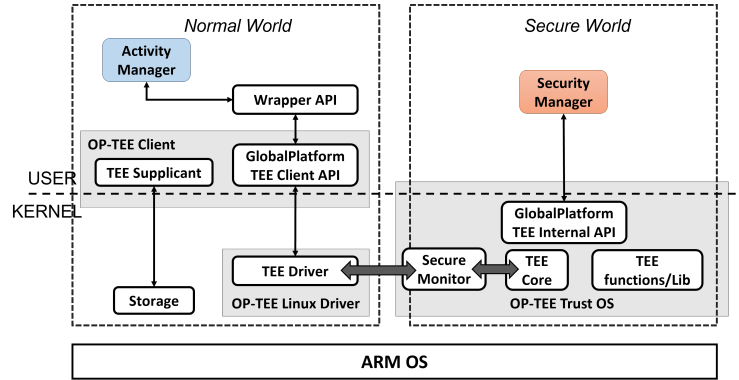 Normal World
Secure World
Activity
Manager
Wrapper API
Security
Manager
OP-TEE Client
TEE Supplicant
GlobalPlatform
TEE Client API
USER
KERNEL
GlobalPlatform
TEE Internal API
TEE Driver
Secure
Monitor
TEE
Core
TEE
functions/Lib
Storage
OP-TEE Linux Driver
OP-TEE Trust OS
ARM OS